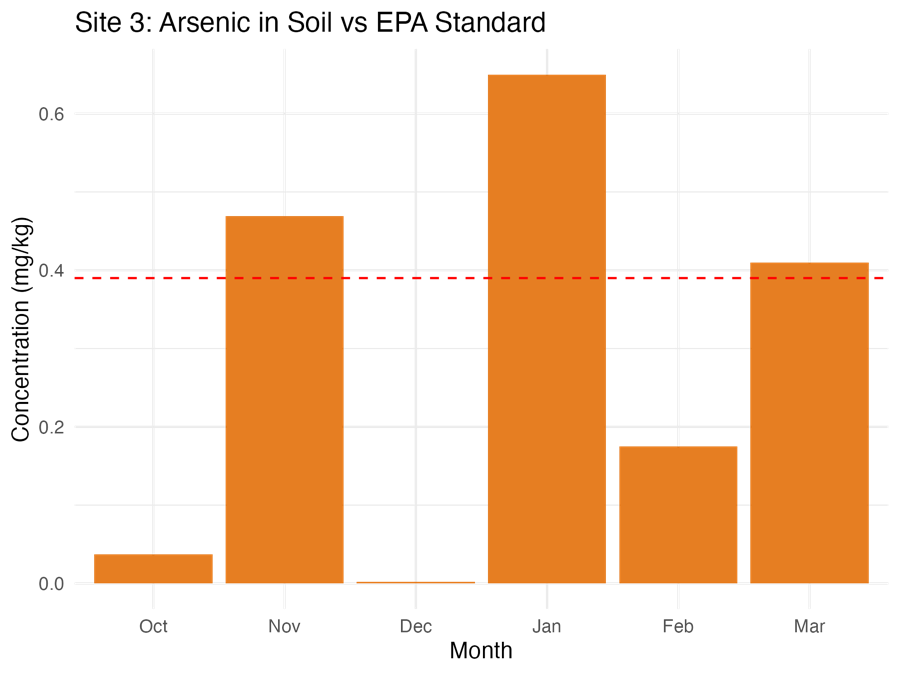 Site 3: Arsenic in Soil vs EPA Standard
Concentration (mg/kg)
0.6
0.4
0.2
0.0
Oct Nov Dec Jan Feb Mar
Month